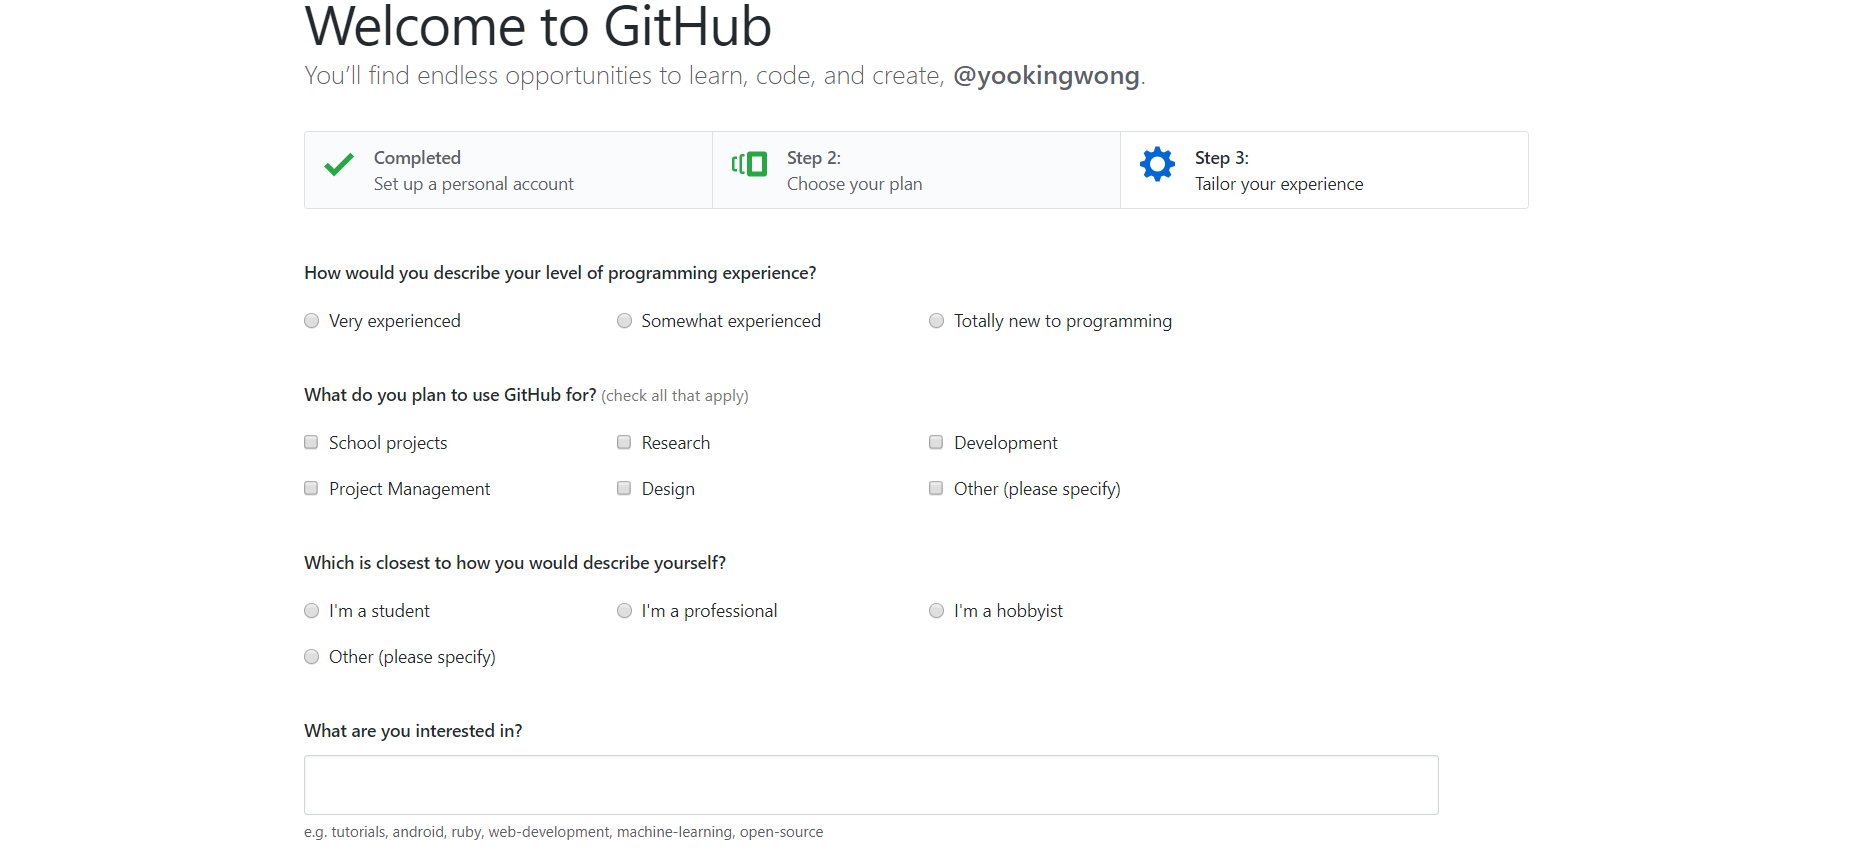 Welcome to GitHub
You’ll find endless opportunities to learn, code, and create, @yookingwong.
Completed
Set up a personal account
Step 2:
Choose your plan
Step 3:
Tailor your experience
How would you describe your level of programming experience?
Very experienced
Somewhat experienced
Totally new to programming
What do you plan to use GitHub for? (check all that apply)
School projects
Research
Development
Project Management
Design
Other (please specify)
Which is closest to how you would describe yourself?
I'm a student
I'm a professional
I'm a hobbyist
Other (please specify)
What are you interested in?
e.g. tutorials, android, ruby, web-development, machine-learning, open-source